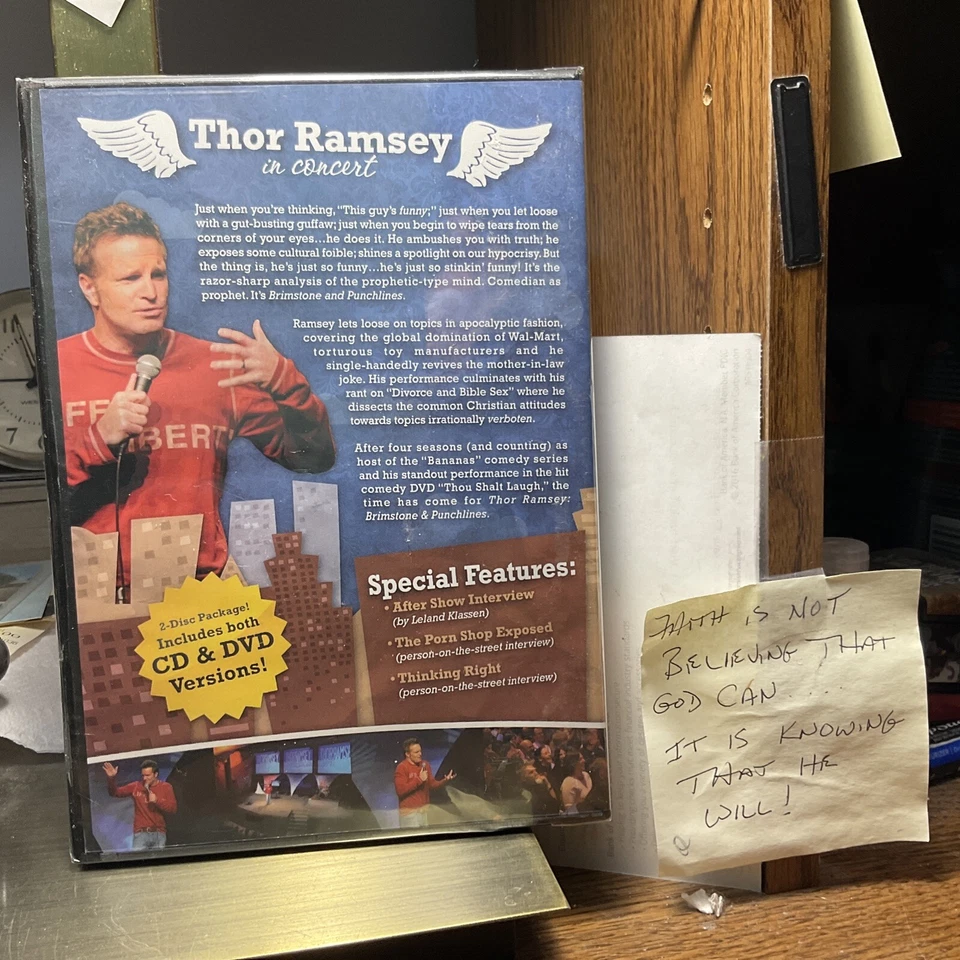 Thor Ramsey
in concert
Just when you're thinking, "This guy's funny;" just when you let loose
with a gut-busting guffaw; just when you begin to wipe tears from the
corners of your eyes...he does it. He ambushes you with truth; he
exposes some cultural foible; shines a spotlight on our hypocrisy. But
the thing is, he's just so funny...he's just so stinkin' funny! It's the
razor-sharp analysis of the prophetic-type mind. Comedian as
prophet. It's Brimstone and Punchlines.
Ramsey lets loose on topics in apocalyptic fashion,
covering the global domination of Wal-Mart,
torturous toy manufacturers and he
single-handedly revives the mother-in-law
joke. His performance culminates with his
rant on "Divorce and Bible Sex" where he
dissects the common Christian attitudes
towards topics irrationally verboten.
After four seasons (and counting) as
host of the "Bananas" comedy series
and his standout performance in the hit
comedy DVD "Thou Shalt Laugh," the
time has come for Thor Ramsey:
Brimstone & Punchlines.
2-Disc Package!
Includes both
CD & DVD
Versions!
Special Features:
• After Show Interview
(by Leland Klassen)
• The Porn Shop Exposed
(person-on-the-street interview)
• Thinking Right
(person-on-the-street interview)
FAITH IS NOT
BELIEVING THAT
GOD CAN....
IT IS KNOWING
THAT HE
WILL!
7